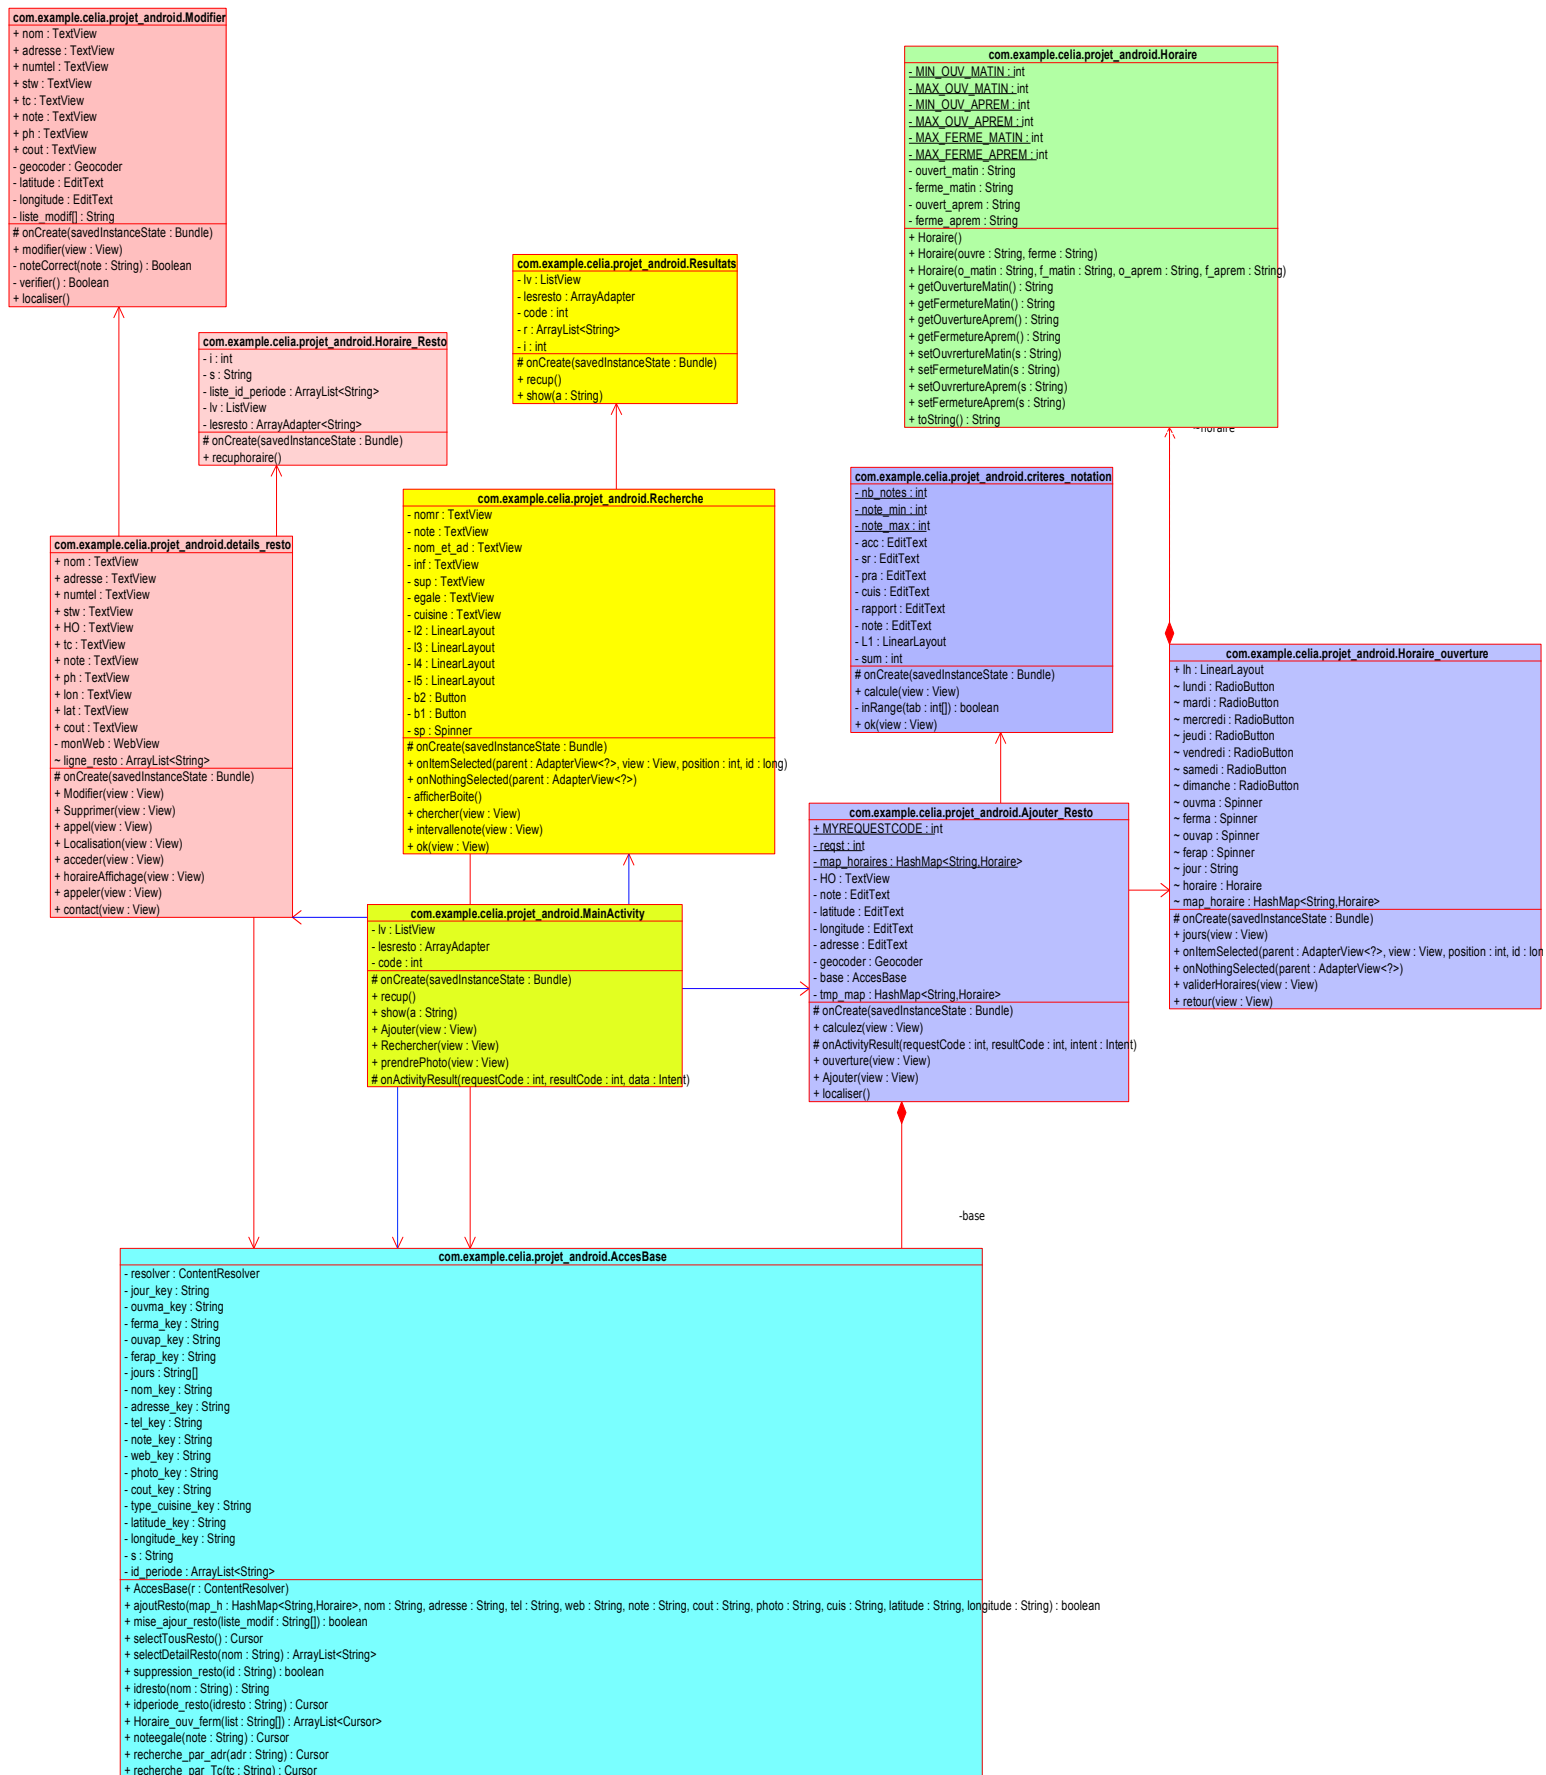 com.example.celia.projet_android.Modifier
+ nom : TextView
+ adresse : TextView
+ numtel : TextView
+ stw : TextView
+ tc : TextView
+ note : TextView
+ ph : TextView
+ cout : TextView
- geocoder : Geocoder
- latitude : EditText
- longitude : EditText
- liste_modif[] : String
# onCreate(savedInstanceState : Bundle)
+ modifier(view : View)
- noteCorrect(note : String) : Boolean
- verifier() : Boolean
+ localiser()
com.example.celia.projet_android.Horaire
- MIN_OUV_MATIN : int
- MAX_OUV_MATIN : int
- MIN_OUV_APREM : int
- MAX_OUV_APREM : int
- MAX_FERME_MATIN : int
- MAX_FERME_APREM : int
- ouvert_matin : String
- ferme_matin : String
- ouvert_aprem : String
- ferme_aprem : String
+ Horaire()
+ Horaire(ouvre : String, ferme : String)
+ Horaire(o_matin : String, f_matin : String, o_aprem : String, f_aprem : String)
+ getOuvertureMatin() : String
+ getFermetureMatin() : String
+ getOuvertureAprem() : String
+ getFermetureAprem() : String
+ setOuvrertureMatin(s : String)
+ setFermetureMatin(s : String)
+ setOuvrertureAprem(s : String)
+ setFermetureAprem(s : String)
+ toString() : String
~horaire
com.example.celia.projet_android.Resultats
- lv : ListView
- lesresto : ArrayAdapter
- code : int
- r : ArrayList<String>
- i : int
# onCreate(savedInstanceState : Bundle)
+ recup()
+ show(a : String)
com.example.celia.projet_android.Horaire_Resto
- i : int
- s : String
- liste_id_periode : ArrayList<String>
- lv : ListView
- lesresto : ArrayAdapter<String>
# onCreate(savedInstanceState : Bundle)
+ recuphoraire()
com.example.celia.projet_android.Recherche
- nomr : TextView
- note : TextView
- nom_et_ad : TextView
- inf : TextView
- sup : TextView
- egale : TextView
- cuisine : TextView
- l2 : LinearLayout
- l3 : LinearLayout
- l4 : LinearLayout
- l5 : LinearLayout
- b2 : Button
- b1 : Button
- sp : Spinner
# onCreate(savedInstanceState : Bundle)
+ onItemSelected(parent : AdapterView<?>, view : View, position : int, id : long)
+ onNothingSelected(parent : AdapterView<?>)
- afficherBoite()
+ chercher(view : View)
+ intervallenote(view : View)
+ ok(view : View)
com.example.celia.projet_android.criteres_notation
- nb_notes : int
- note_min : int
- note_max : int
- acc : EditText
- sr : EditText
- pra : EditText
- cuis : EditText
- rapport : EditText
- note : EditText
- L1 : LinearLayout
- sum : int
# onCreate(savedInstanceState : Bundle)
+ calcule(view : View)
- inRange(tab : int[]) : boolean
+ ok(view : View)
com.example.celia.projet_android.details_resto
+ nom : TextView
+ adresse : TextView
+ numtel : TextView
+ stw : TextView
+ HO : TextView
+ tc : TextView
+ note : TextView
+ ph : TextView
+ lon : TextView
+ lat : TextView
+ cout : TextView
- monWeb : WebView
~ ligne_resto : ArrayList<String>
# onCreate(savedInstanceState : Bundle)
+ Modifier(view : View)
+ Supprimer(view : View)
+ appel(view : View)
+ Localisation(view : View)
+ acceder(view : View)
+ horaireAffichage(view : View)
+ appeler(view : View)
+ contact(view : View)
com.example.celia.projet_android.Horaire_ouverture
+ lh : LinearLayout
~ lundi : RadioButton
~ mardi : RadioButton
~ mercredi : RadioButton
~ jeudi : RadioButton
~ vendredi : RadioButton
~ samedi : RadioButton
~ dimanche : RadioButton
~ ouvma : Spinner
~ ferma : Spinner
~ ouvap : Spinner
~ ferap : Spinner
~ jour : String
~ horaire : Horaire
~ map_horaire : HashMap<String,Horaire>
# onCreate(savedInstanceState : Bundle)
+ jours(view : View)
+ onItemSelected(parent : AdapterView<?>, view : View, position : int, id : lon
+ onNothingSelected(parent : AdapterView<?>)
+ validerHoraires(view : View)
+ retour(view : View)
com.example.celia.projet_android.Ajouter_Resto
+ MYREQUESTCODE : int
- reqst : int
- map_horaires : HashMap<String,Horaire>
- HO : TextView
- note : EditText
- latitude : EditText
- longitude : EditText
- adresse : EditText
- geocoder : Geocoder
- base : AccesBase
- tmp_map : HashMap<String,Horaire>
# onCreate(savedInstanceState : Bundle)
+ calculez(view : View)
# onActivityResult(requestCode : int, resultCode : int, intent : Intent)
+ ouverture(view : View)
+ Ajouter(view : View)
+ localiser()
com.example.celia.projet_android.MainActivity
- lv : ListView
- lesresto : ArrayAdapter
- code : int
# onCreate(savedInstanceState : Bundle)
+ recup()
+ show(a : String)
+ Ajouter(view : View)
+ Rechercher(view : View)
+ prendrePhoto(view : View)
# onActivityResult(requestCode : int, resultCode : int, data : Intent)
-base
com.example.celia.projet_android.AccesBase
- resolver : ContentResolver
- jour_key : String
- ouvma_key : String
- ferma_key : String
- ouvap_key : String
- ferap_key : String
- jours : String[]
- nom_key : String
- adresse_key : String
- tel_key : String
- note_key : String
- web_key : String
- photo_key : String
- cout_key : String
- type_cuisine_key : String
- latitude_key : String
- longitude_key : String
- s : String
- id_periode : ArrayList<String>
+ AccesBase(r : ContentResolver)
+ ajoutResto(map_h : HashMap<String,Horaire>, nom : String, adresse : String, tel : String, web : String, note : String, cout : String, photo : String, cuis : String, latitude : String, longitude : String) : boolean
+ mise_ajour_resto(liste_modif : String[]) : boolean
+ selectTousResto() : Cursor
+ selectDetailResto(nom : String) : ArrayList<String>
+ suppression_resto(id : String) : boolean
+ idresto(nom : String) : String
+ idperiode_resto(idresto : String) : Cursor
+ Horaire_ouv_ferm(list : String[]) : ArrayList<Cursor>
+ noteegale(note : String) : Cursor
+ recherche_par_adr(adr : String) : Cursor
+ recherche_par_Tc(tc : String) : Cursor